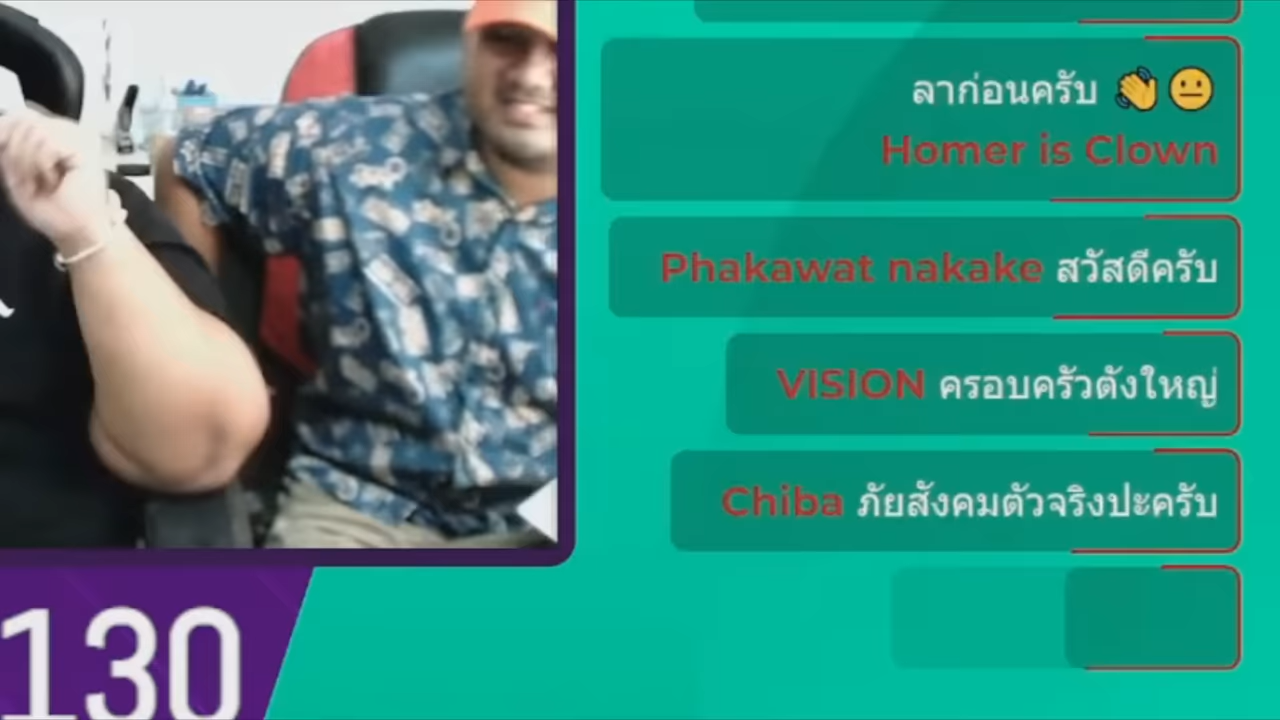 ลาก่อนครับ 👋😐
Homer is Clown
Phakawat nakake สวัสดีครับ
VISION ครอบครัวตังใหญ่
Chiba ภัยสังคมตัวจริงปะครับ
130